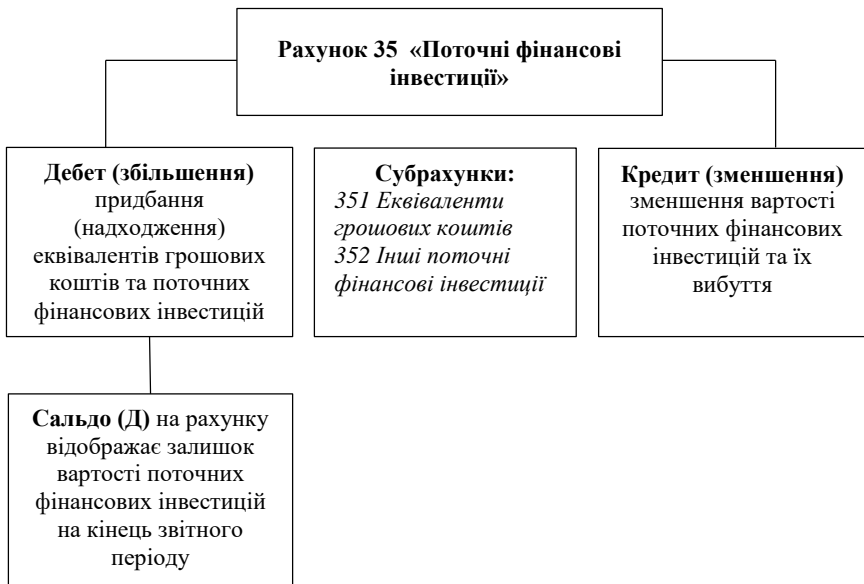 Рахунок 35 «Поточні фінансові
інвестиції»
Дебет (збільшення)
придбання
(надходження)
еквівалентів грошових
коштів та поточних
фінансових інвестицій
Субрахунки:
351 Еквіваленти
грошових коштів
352 Інші поточні
фінансові інвестиції
Кредит (зменшення)
зменшення вартості
поточних фінансових
інвестицій та їх
вибуття
Сальдо (Д) на рахунку
відображає залишок
вартості поточних
фінансових інвестицій
на кінець звітного
періоду